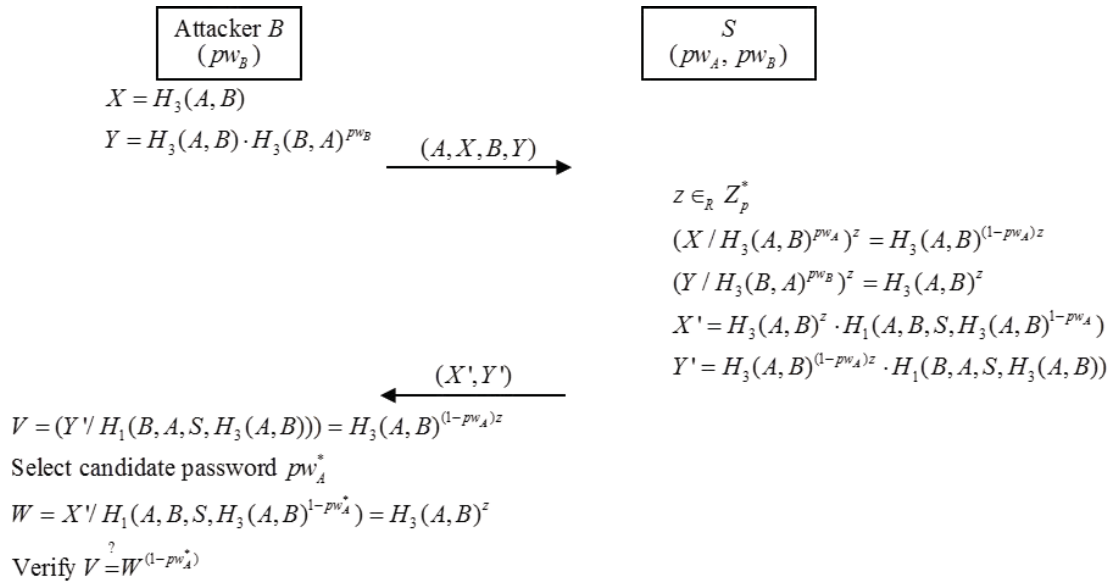 Attacker B
(pw_B)
S
(pw_A, pw_B)
X = H_3(A, B)
Y = H_3(A, B) · H_3(B, A)^{pw_B}
(A, X, B, Y)
z ∈_R Z_p^*
(X / H_3(A, B)^{pw_A})^z = H_3(A, B)^{(1-pw_A)z}
(Y / H_3(B, A)^{pw_B})^z = H_3(A, B)^z
X' = H_3(A, B)^z · H_1(A, B, S, H_3(A, B)^{1-pw_A})
Y' = H_3(A, B)^{(1-pw_A)z} · H_1(B, A, S, H_3(A, B))
(X', Y')
V = (Y'/ H_1(B, A, S, H_3(A, B))) = H_3(A, B)^{(1-pw_A)z}
Select candidate password pw_A^*
W = X'/ H_1(A, B, S, H_3(A, B)^{1-pw_A^*}) = H_3(A, B)^z
Verify V =^? W^{(1-pw_A^*)}